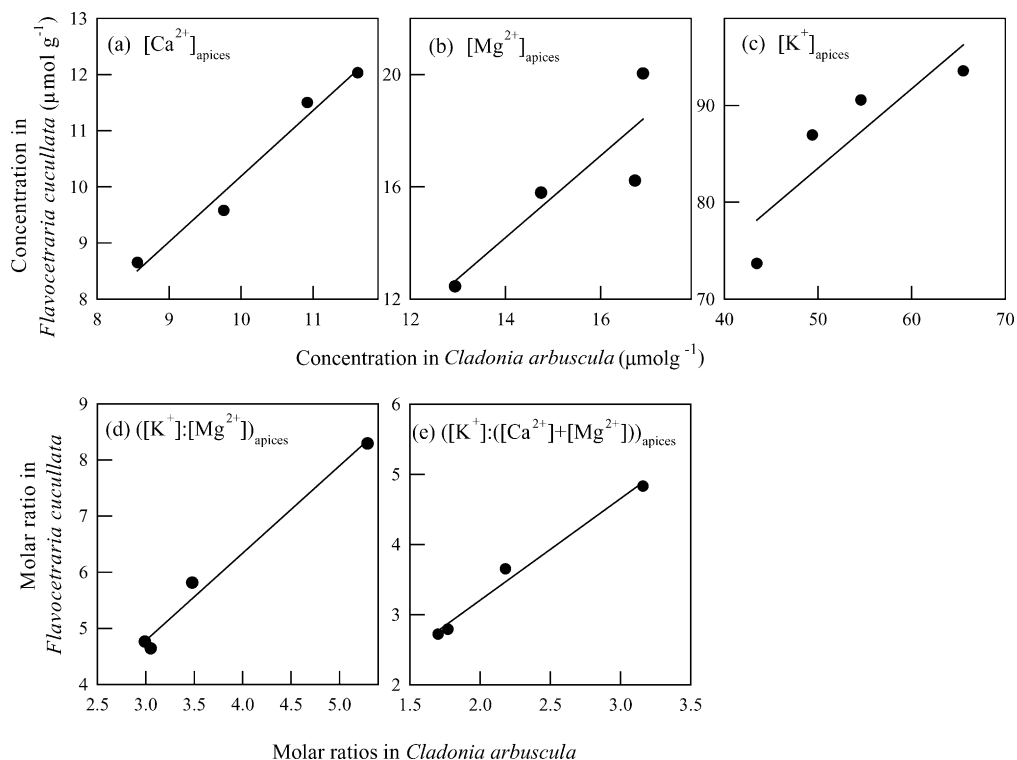 13
12
11
10
9
8
(a) [Ca2+]apices
8 9 10 11
20
16
12
(b) [Mg2+]apices
12 14 16
90
80
70
(c) [K+]apices
40 50 60 70
Concentration in
Flavocetraria cucullata (μmol g-1)
Concentration in Cladonia arbuscula (μmolg-1)
9
8
7
6
5
4
(d) ([K+]:[Mg2+])apices
2.5 3.0 3.5 4.0 4.5 5.0
6
5
4
3
2
(e) ([K+]:([Ca2+]+[Mg2+]))apices
1.5 2.0 2.5 3.0 3.5
Molar ratio in
Flavocetraria cucullata
Molar ratios in Cladonia arbuscula